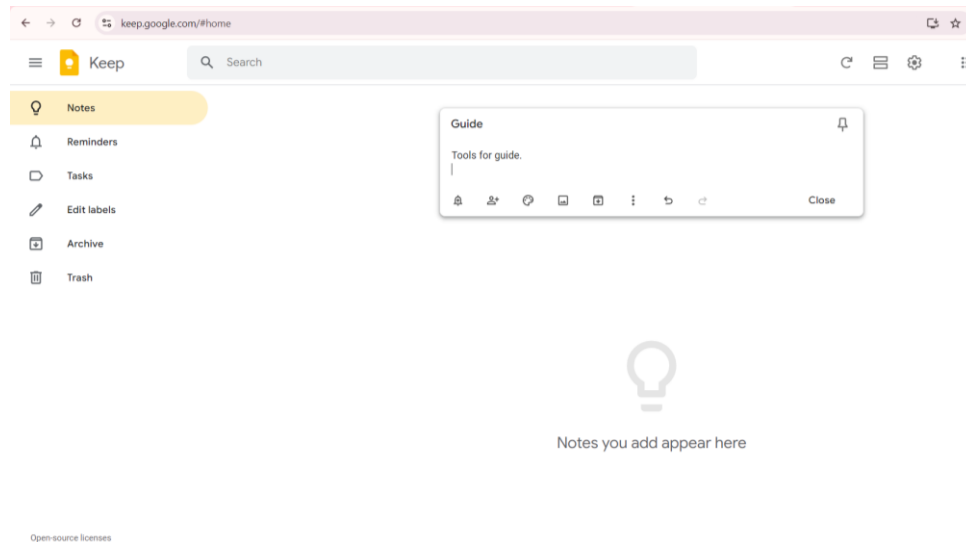 keep.google.com/#home
Keep
Search
Notes
Reminders
Tasks
Edit labels
Archive
Trash
Guide
Tools for guide.
Close
Notes you add appear here
Open-source licenses